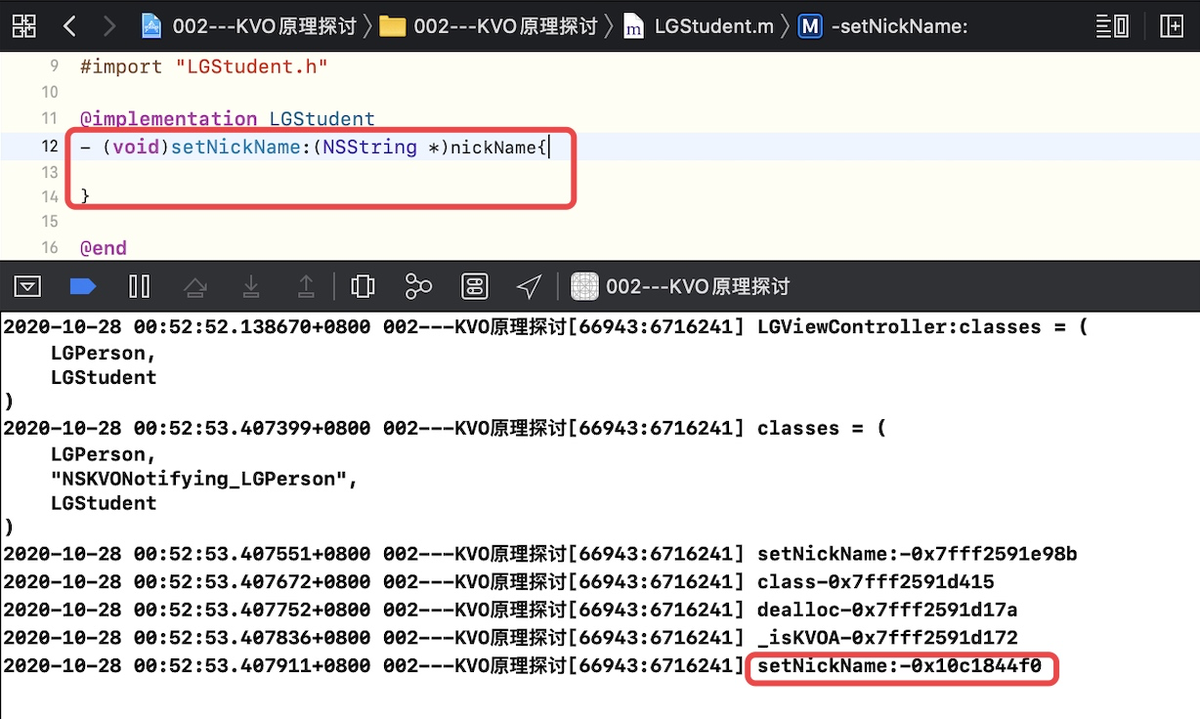 002---KVO原理探讨 〉 002---KVO原理探讨 〉 m LGStudent.m 〉 M -setNickName:
9 #import "LGStudent.h"
10
11 @implementation LGStudent
12 - (void)setNickName:(NSString *)nickName{
13
14 }
15
16 @end
002---KVO原理探讨
2020-10-28 00:52:52.138670+0800 002---KVO原理探讨[66943:6716241] LGViewController:classes = (
    LGPerson,
    LGStudent
)
2020-10-28 00:52:53.407399+0800 002---KVO原理探讨[66943:6716241] classes = (
    LGPerson,
    "NSKVONotifying_LGPerson",
    LGStudent
)
2020-10-28 00:52:53.407551+0800 002---KVO原理探讨[66943:6716241] setNickName:-0x7fff2591e98b
2020-10-28 00:52:53.407672+0800 002---KVO原理探讨[66943:6716241] class-0x7fff2591d415
2020-10-28 00:52:53.407752+0800 002---KVO原理探讨[66943:6716241] dealloc-0x7fff2591d17a
2020-10-28 00:52:53.407836+0800 002---KVO原理探讨[66943:6716241] _isKVOA-0x7fff2591d172
2020-10-28 00:52:53.407911+0800 002---KVO原理探讨[66943:6716241] setNickName:-0x10c1844f0